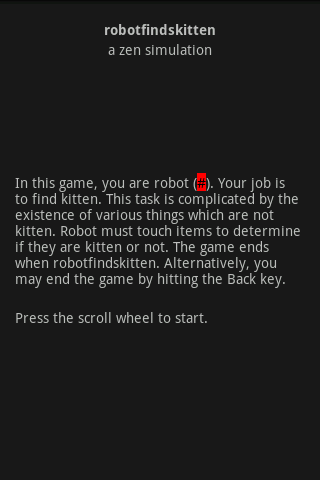 robotfindskitten
a zen simulation
In this game, you are robot (#). Your job is
to find kitten. This task is complicated by the
existence of various things which are not
kitten. Robot must touch items to determine
if they are kitten or not. The game ends
when robotfindskitten. Alternatively, you
may end the game by hitting the Back key.
Press the scroll wheel to start.